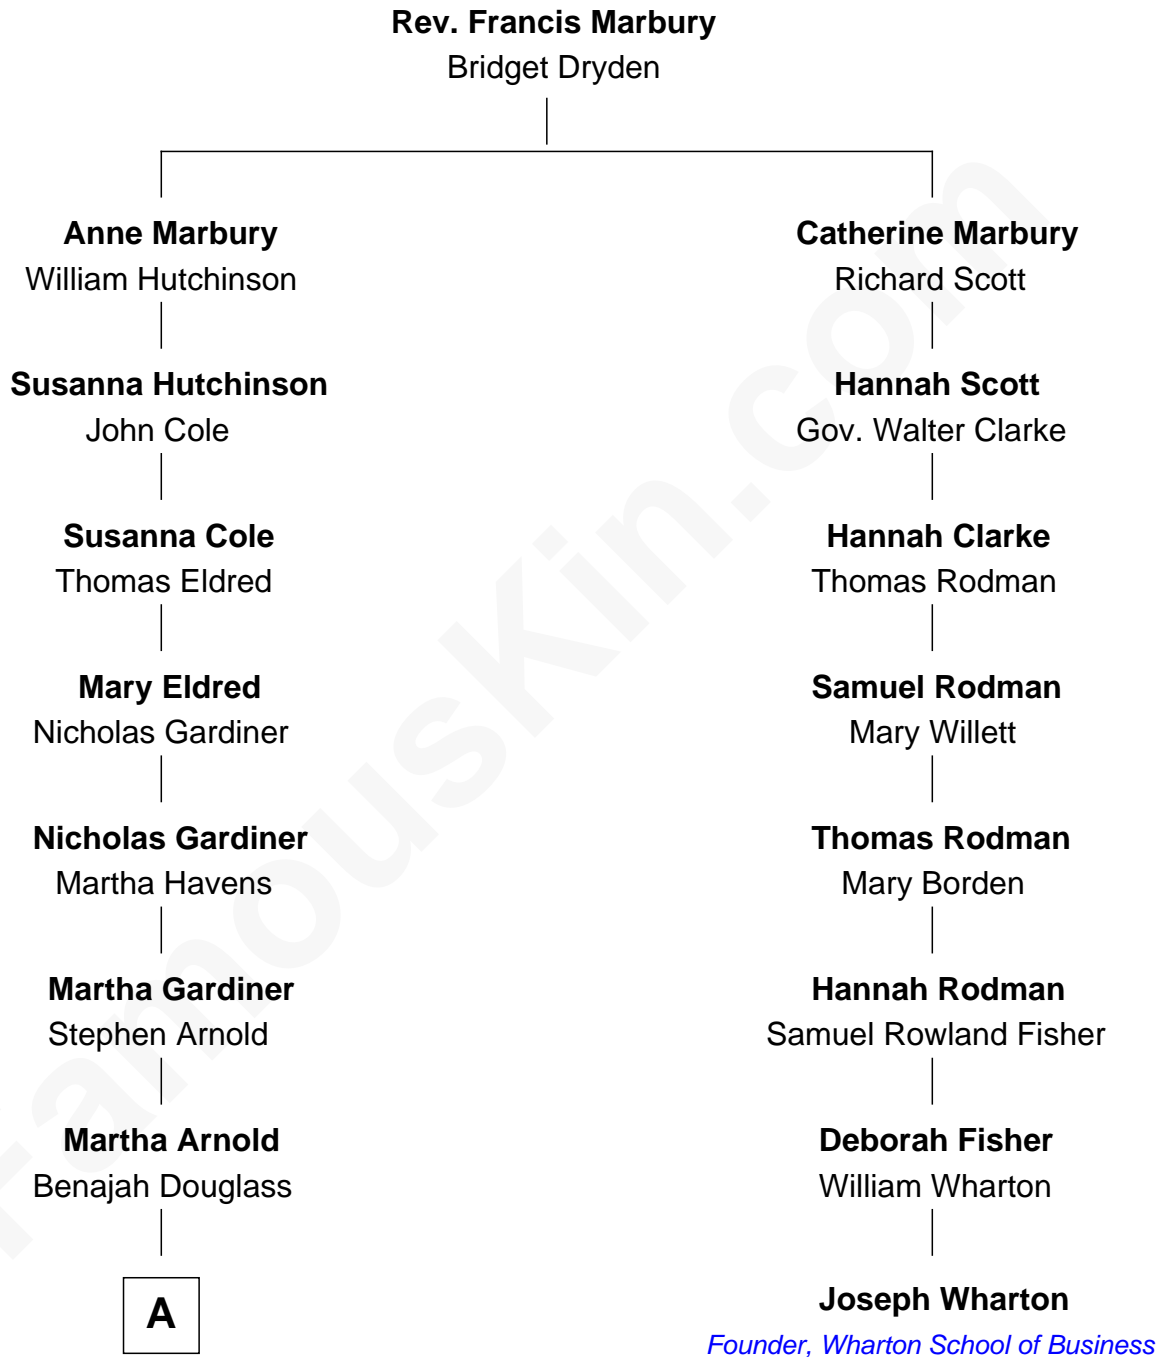 Rev. Francis Marbury
Bridget Dryden
Anne Marbury
William Hutchinson
Catherine Marbury
Richard Scott
Susanna Hutchinson
John Cole
Hannah Scott
Gov. Walter Clarke
Susanna Cole
Thomas Eldred
Hannah Clarke
Thomas Rodman
Mary Eldred
Nicholas Gardiner
Samuel Rodman
Mary Willett
Nicholas Gardiner
Martha Havens
Thomas Rodman
Mary Borden
Martha Gardiner
Stephen Arnold
Hannah Rodman
Samuel Rowland Fisher
Martha Arnold
Benajah Douglass
Deborah Fisher
William Wharton
A
Joseph Wharton
Founder, Wharton School of Business
FamousKin.com